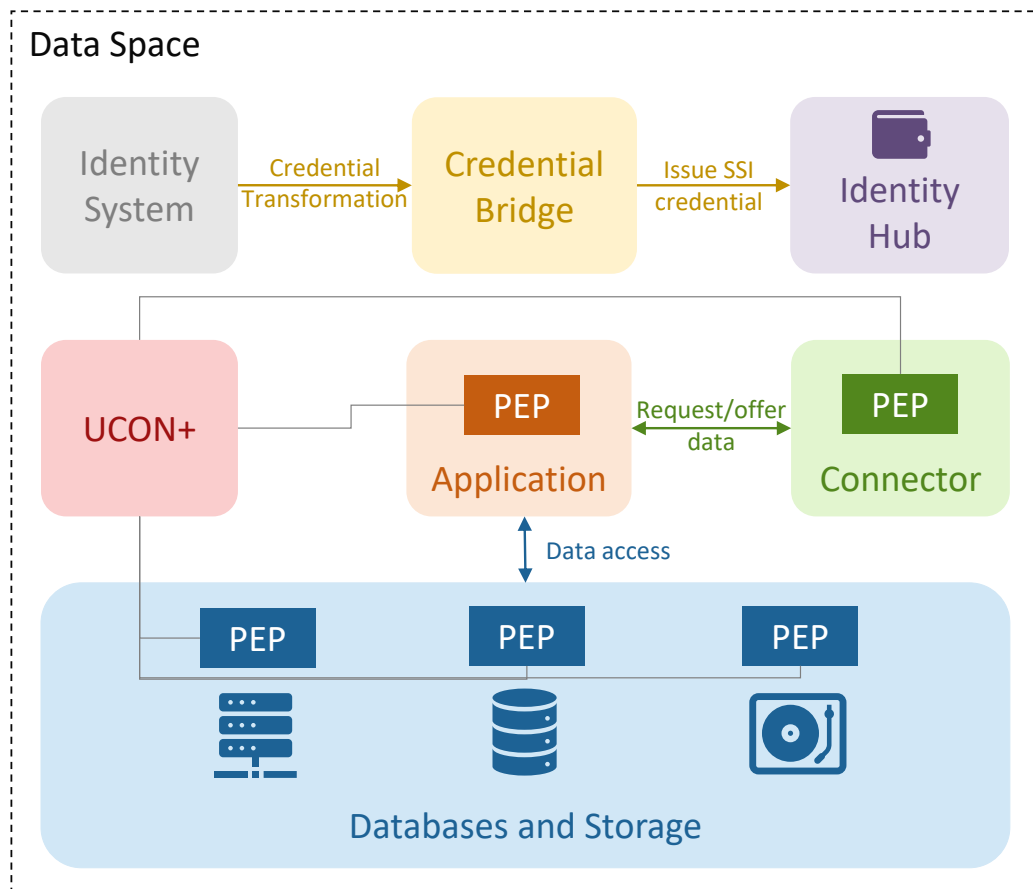 Data Space
Identity
System
Credential
Transformation
Credential
Bridge
Issue SSI
credential
Identity
Hub
UCON+
PEP
Application
Request/offer
data
PEP
Connector
Data access
PEP
PEP
PEP
Databases and Storage